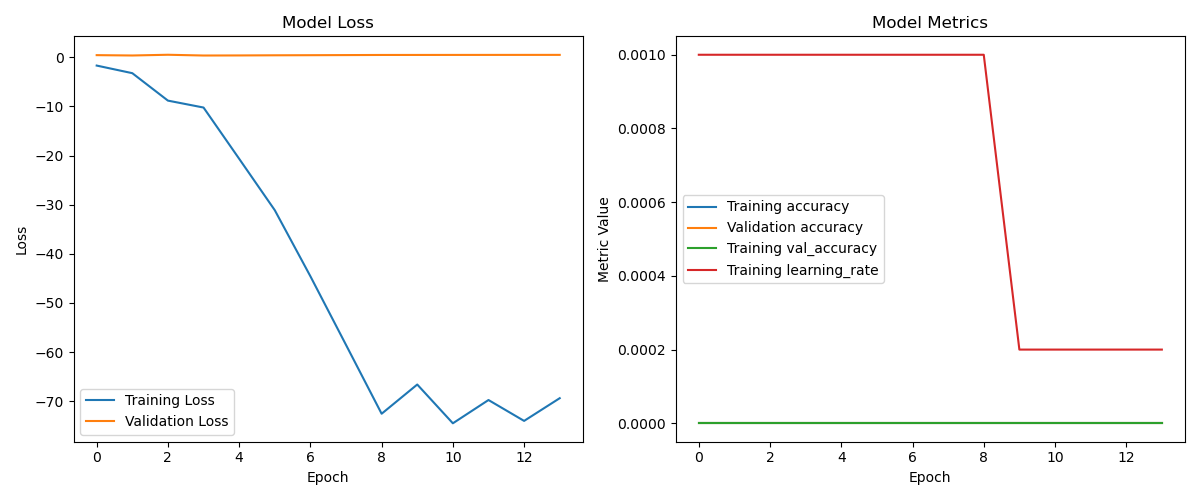 Model Loss
0
−10
−20
−30
−40
−50
−60
−70
Loss
Training Loss
Validation Loss
0 2 4 6 8 10 12
Epoch
Model Metrics
0.0010
0.0008
0.0006
0.0004
0.0002
0.0000
Metric Value
Training accuracy
Validation accuracy
Training val_accuracy
Training learning_rate
0 2 4 6 8 10 12
Epoch